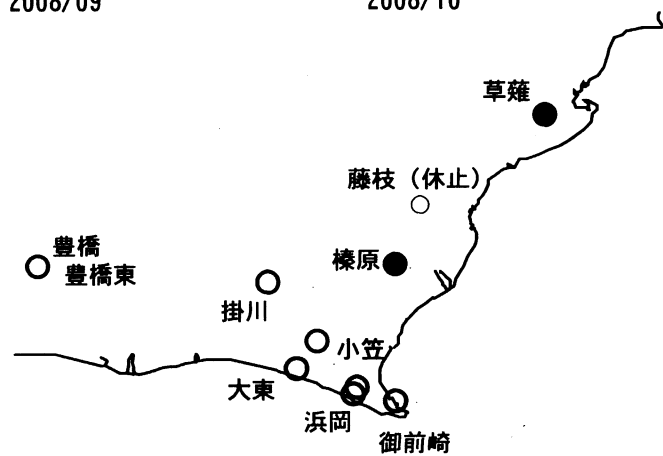 2008/09
2008/10
草薙
藤枝（休止）
豊橋
豊橋東
榛原
掛川
小笠
大東
浜岡
御前崎